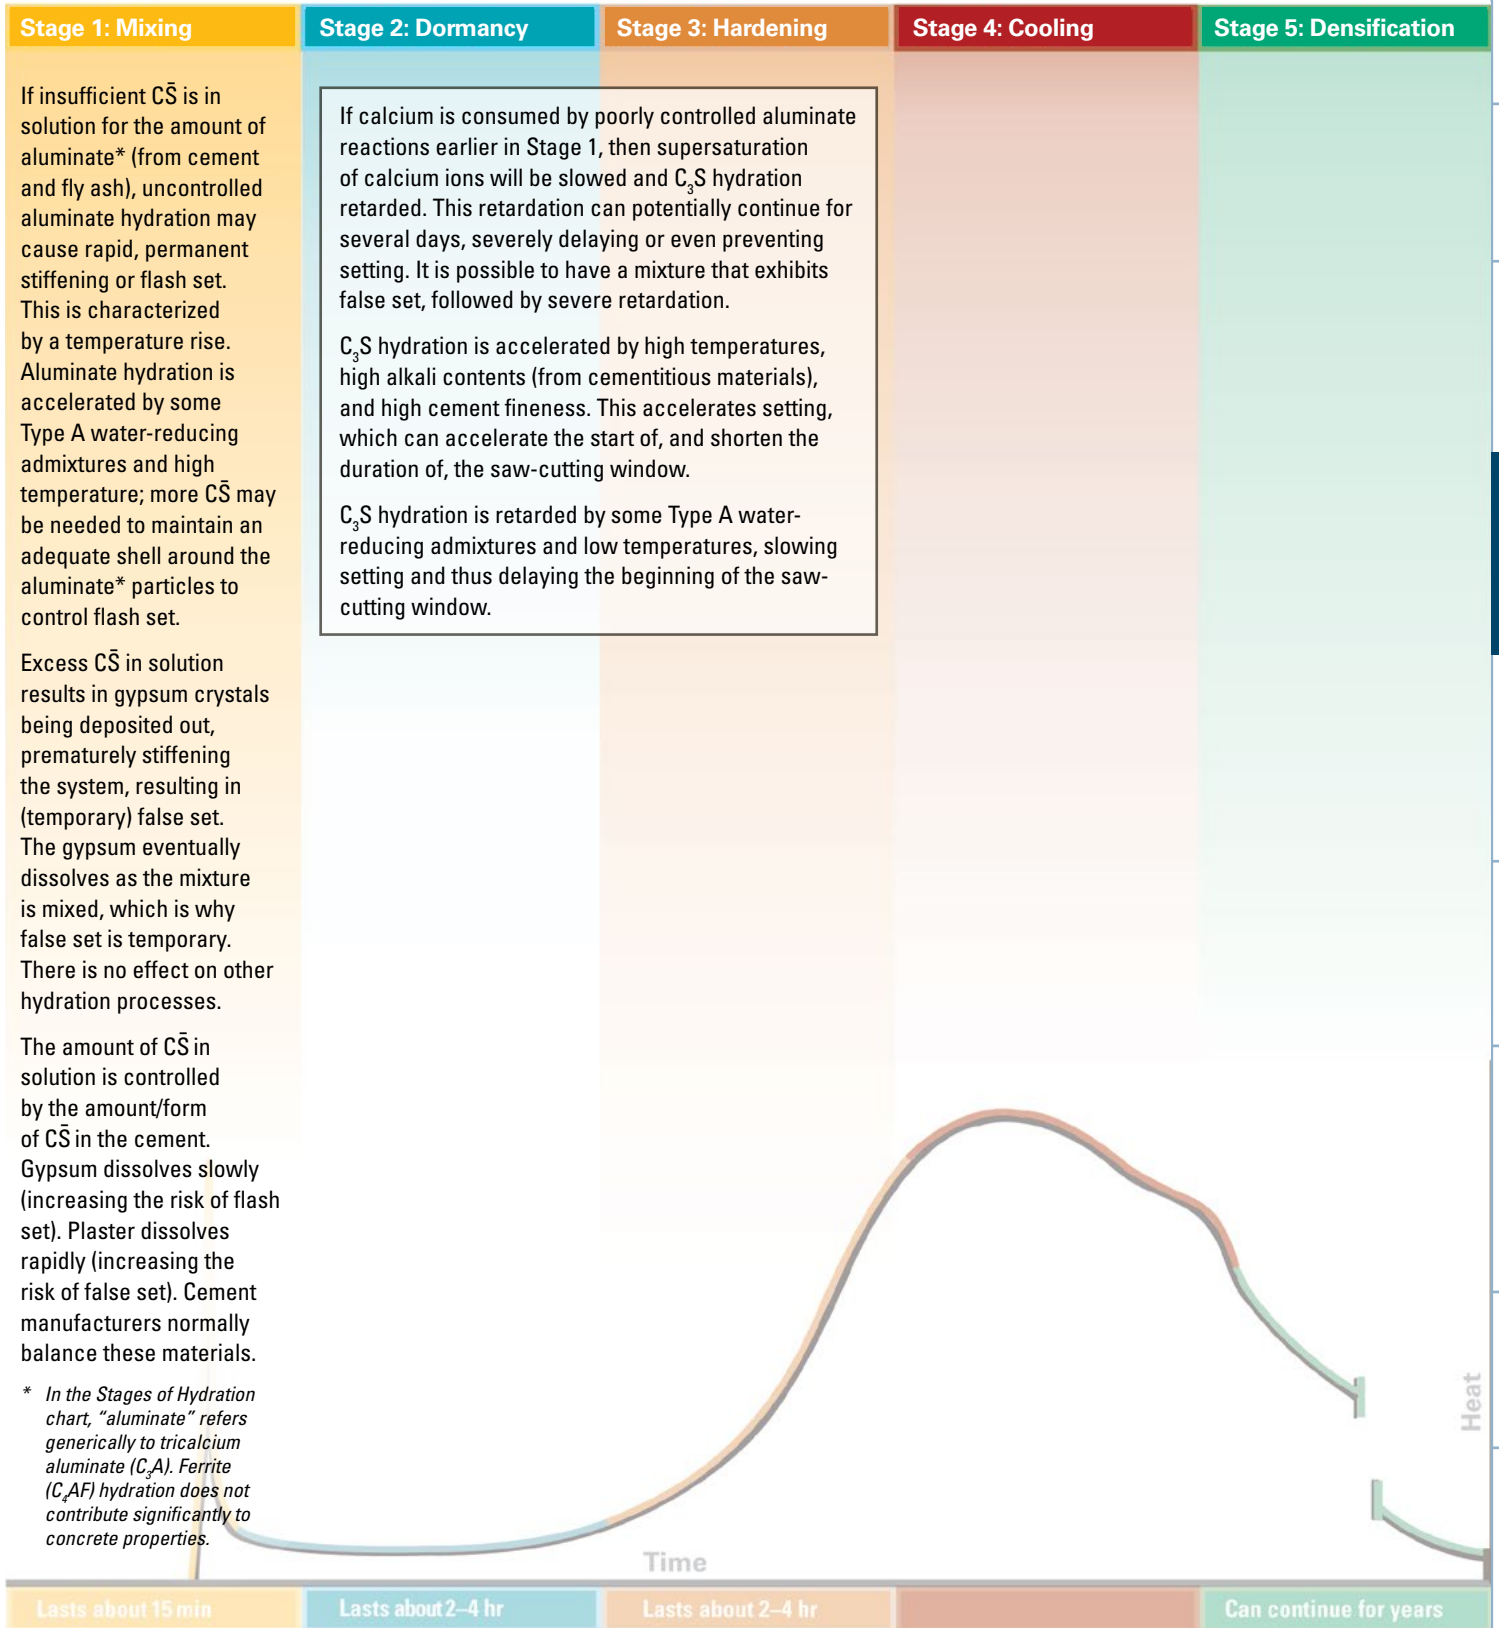 Stage 1: Mixing
Stage 2: Dormancy
Stage 3: Hardening
Stage 4: Cooling
Stage 5: Densification
If insufficient CS̄ is in
solution for the amount of
aluminate* (from cement
and fly ash), uncontrolled
aluminate hydration may
cause rapid, permanent
stiffening or flash set.
This is characterized
by a temperature rise.
Aluminate hydration is
accelerated by some
Type A water-reducing
admixtures and high
temperature; more CS̄ may
be needed to maintain an
adequate shell around the
aluminate* particles to
control flash set.
Excess CS̄ in solution
results in gypsum crystals
being deposited out,
prematurely stiffening
the system, resulting in
(temporary) false set.
The gypsum eventually
dissolves as the mixture
is mixed, which is why
false set is temporary.
There is no effect on other
hydration processes.
The amount of CS̄ in
solution is controlled
by the amount/form
of CS̄ in the cement.
Gypsum dissolves slowly
(increasing the risk of flash
set). Plaster dissolves
rapidly (increasing the
risk of false set). Cement
manufacturers normally
balance these materials.
* In the Stages of Hydration
chart, “aluminate” refers
generically to tricalcium
aluminate (C₃A). Ferrite
(C₄AF) hydration does not
contribute significantly to
concrete properties.
If calcium is consumed by poorly controlled aluminate
reactions earlier in Stage 1, then supersaturation
of calcium ions will be slowed and C₃S hydration
retarded. This retardation can potentially continue for
several days, severely delaying or even preventing
setting. It is possible to have a mixture that exhibits
false set, followed by severe retardation.
C₃S hydration is accelerated by high temperatures,
high alkali contents (from cementitious materials),
and high cement fineness. This accelerates setting,
which can accelerate the start of, and shorten the
duration of, the saw-cutting window.
C₃S hydration is retarded by some Type A water-
reducing admixtures and low temperatures, slowing
setting and thus delaying the beginning of the saw-
cutting window.
Heat
Time
Lasts about 15 min
Lasts about 2–4 hr
Lasts about 2–4 hr
Can continue for years